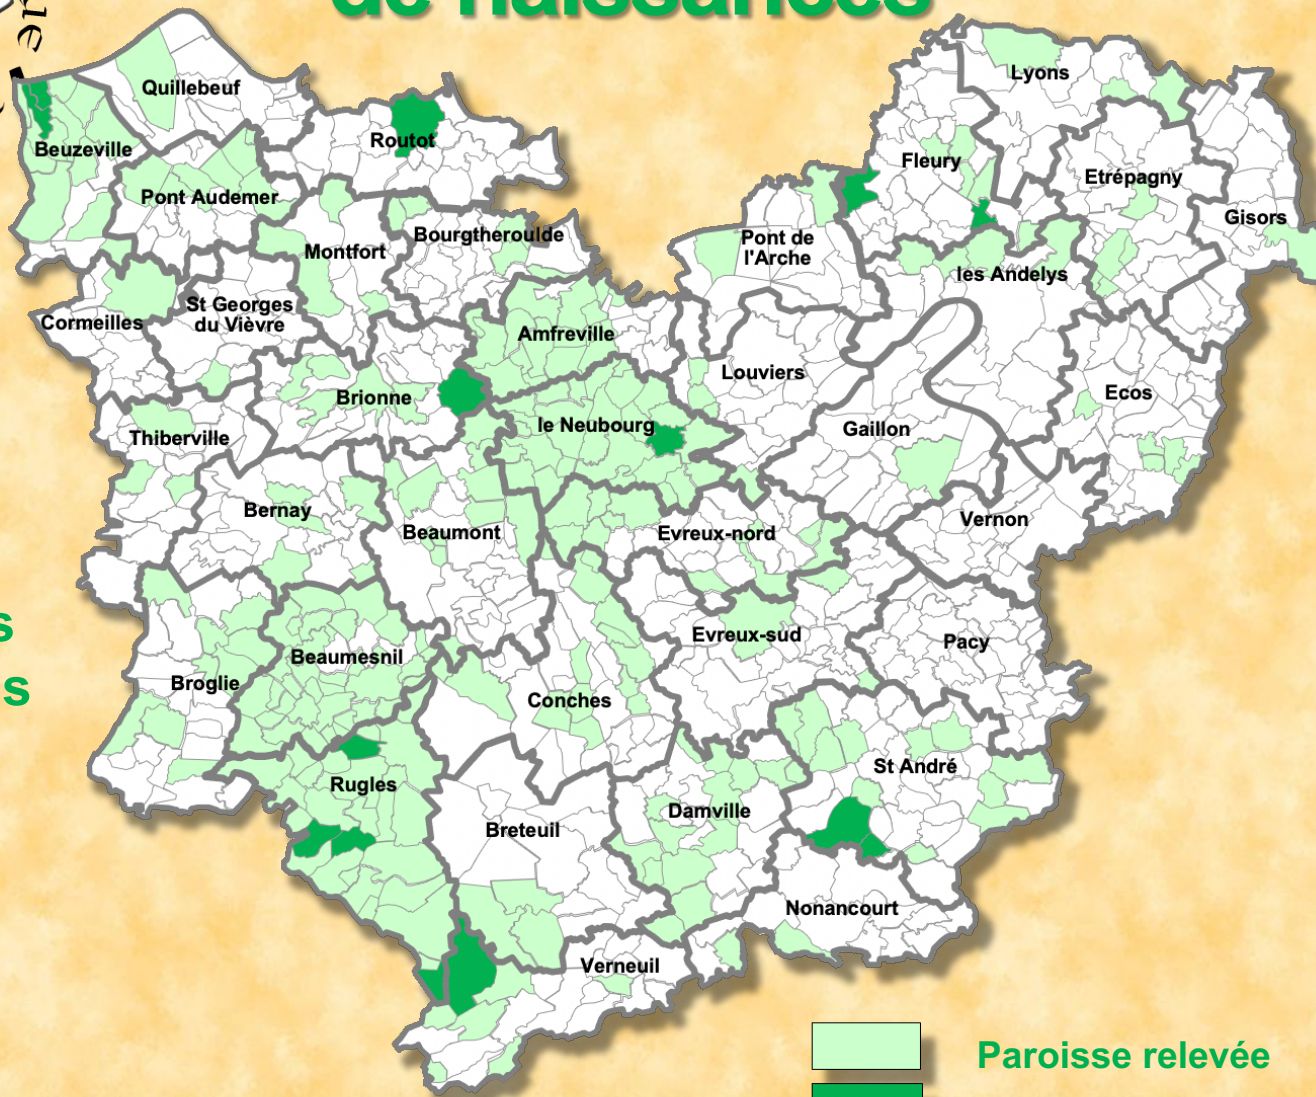 de naissances
Quillebeuf
Lyons
Beuzeville
Routot
Fleury
Etrépagny
Pont Audemer
Gisors
Bourgtheroulde
Montfort
Pont de
l'Arche
les Andelys
St Georges
du Vièvre
Cormeilles
Amfreville
Louviers
Ecos
Brionne
le Neubourg
Gaillon
Thiberville
Bernay
Vernon
Beaumont
Evreux-nord
s
Evreux-sud
Pacy
Beaumesnil
s
Broglie
Conches
St André
Rugles
Damville
Breteuil
Nonancourt
Verneuil
Paroisse relevée